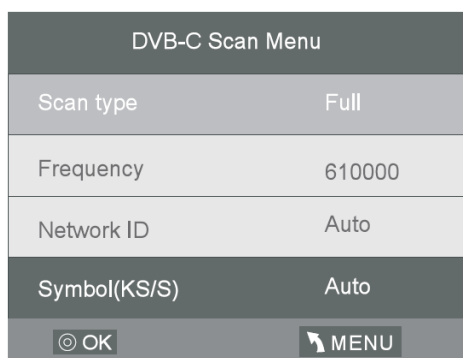 DVB-C Scan Menu
Scan type Full
Frequency 610000
Network ID Auto
Symbol(KS/S) Auto
OK MENU